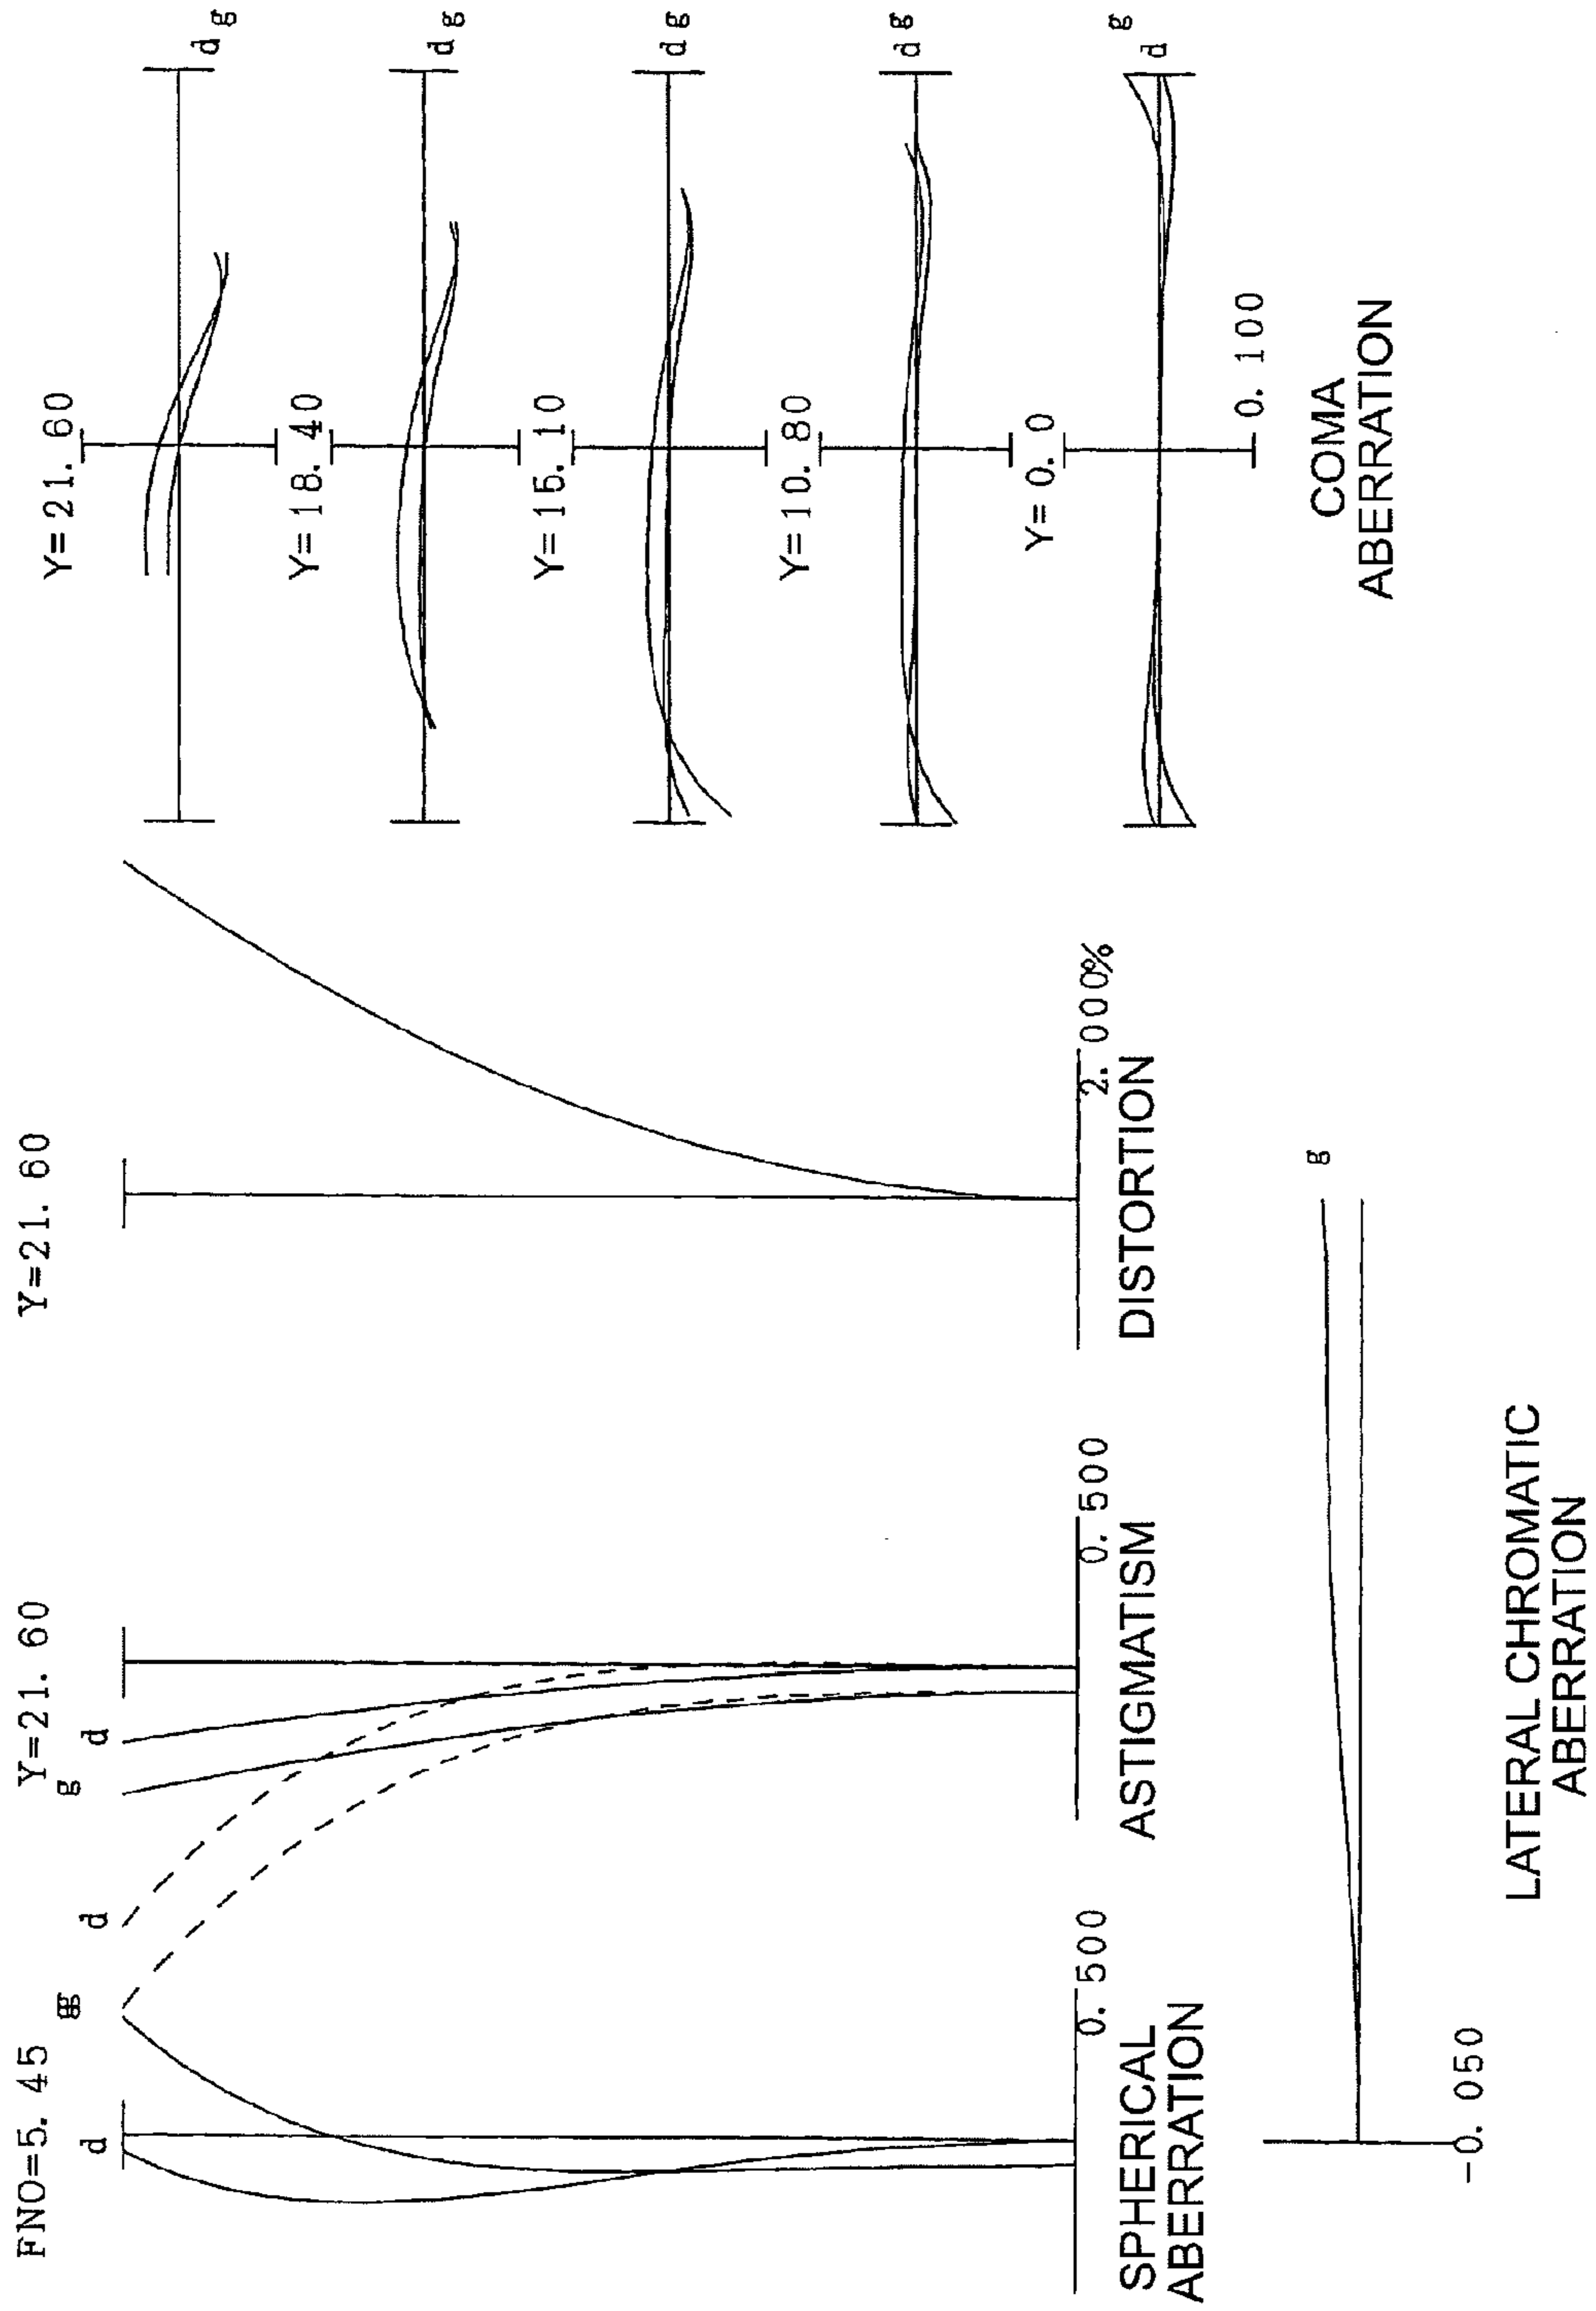 FNO=5. 45
d
g
SPHERICAL
ABERRATION
0. 500
Y=21. 60
d
g
d
g
ASTIGMATISM
0. 500
Y=21. 60
DISTORTION
2. 000%
Y=21. 60
d
g
Y=18. 40
d
g
Y=15. 10
d
g
Y=10. 80
d
g
Y= 0. 0
d
g
0. 100
COMA
ABERRATION
g
-0. 050
LATERAL CHROMATIC
ABERRATION